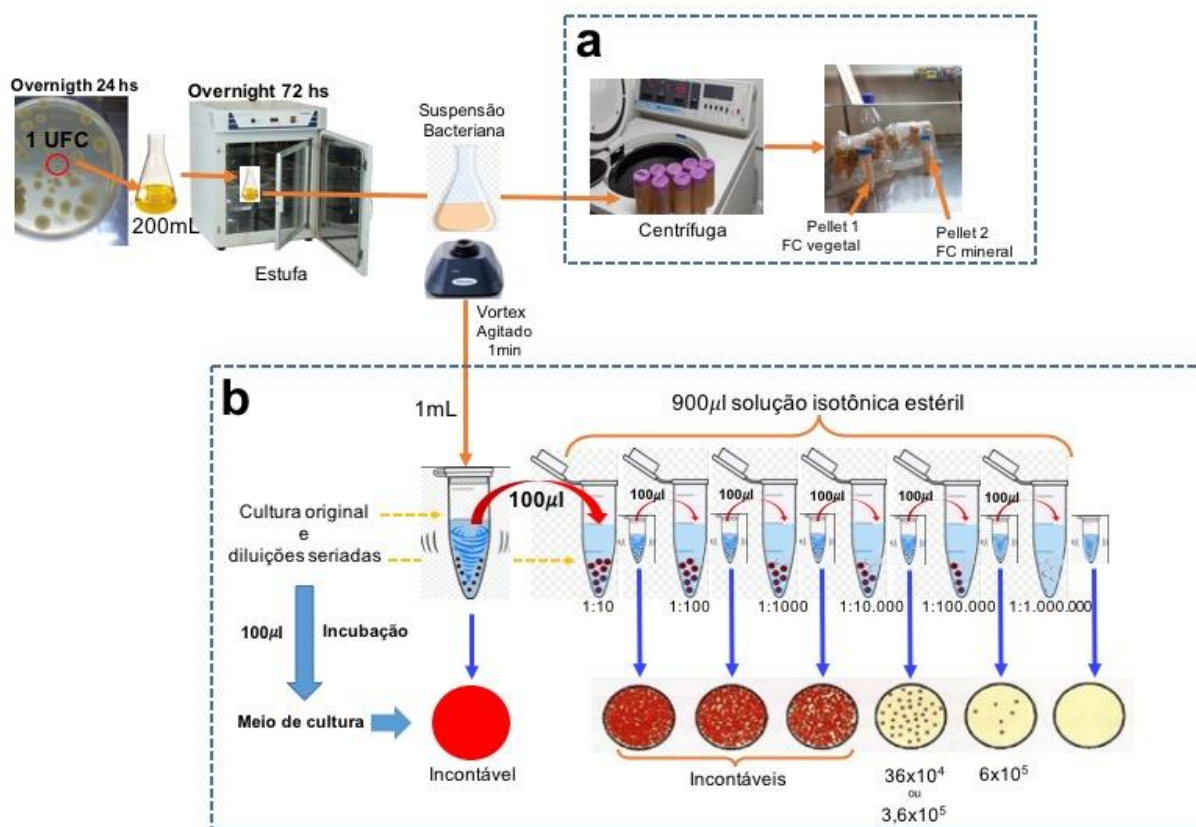 a
Overnigth 24 hs
1 UFC
200mL
Overnight 72 hs
Estufa
Suspensão
Bacteriana
Centrífuga
Pellet 1
FC vegetal
Pellet 2
FC mineral
Vortex
Agitado
1min
b
1mL
900µl solução isotônica estéril
100µl
100µl
100µl
100µl
100µl
100µl
Cultura original
e
diluições seriadas
1:10
1:100
1:1000
1:10.000
1:100.000
1:1.000.000
100µl
Incubação
Meio de cultura
Incontável
Incontáveis
36x10⁴
ou
3,6x10⁵
6x10⁵